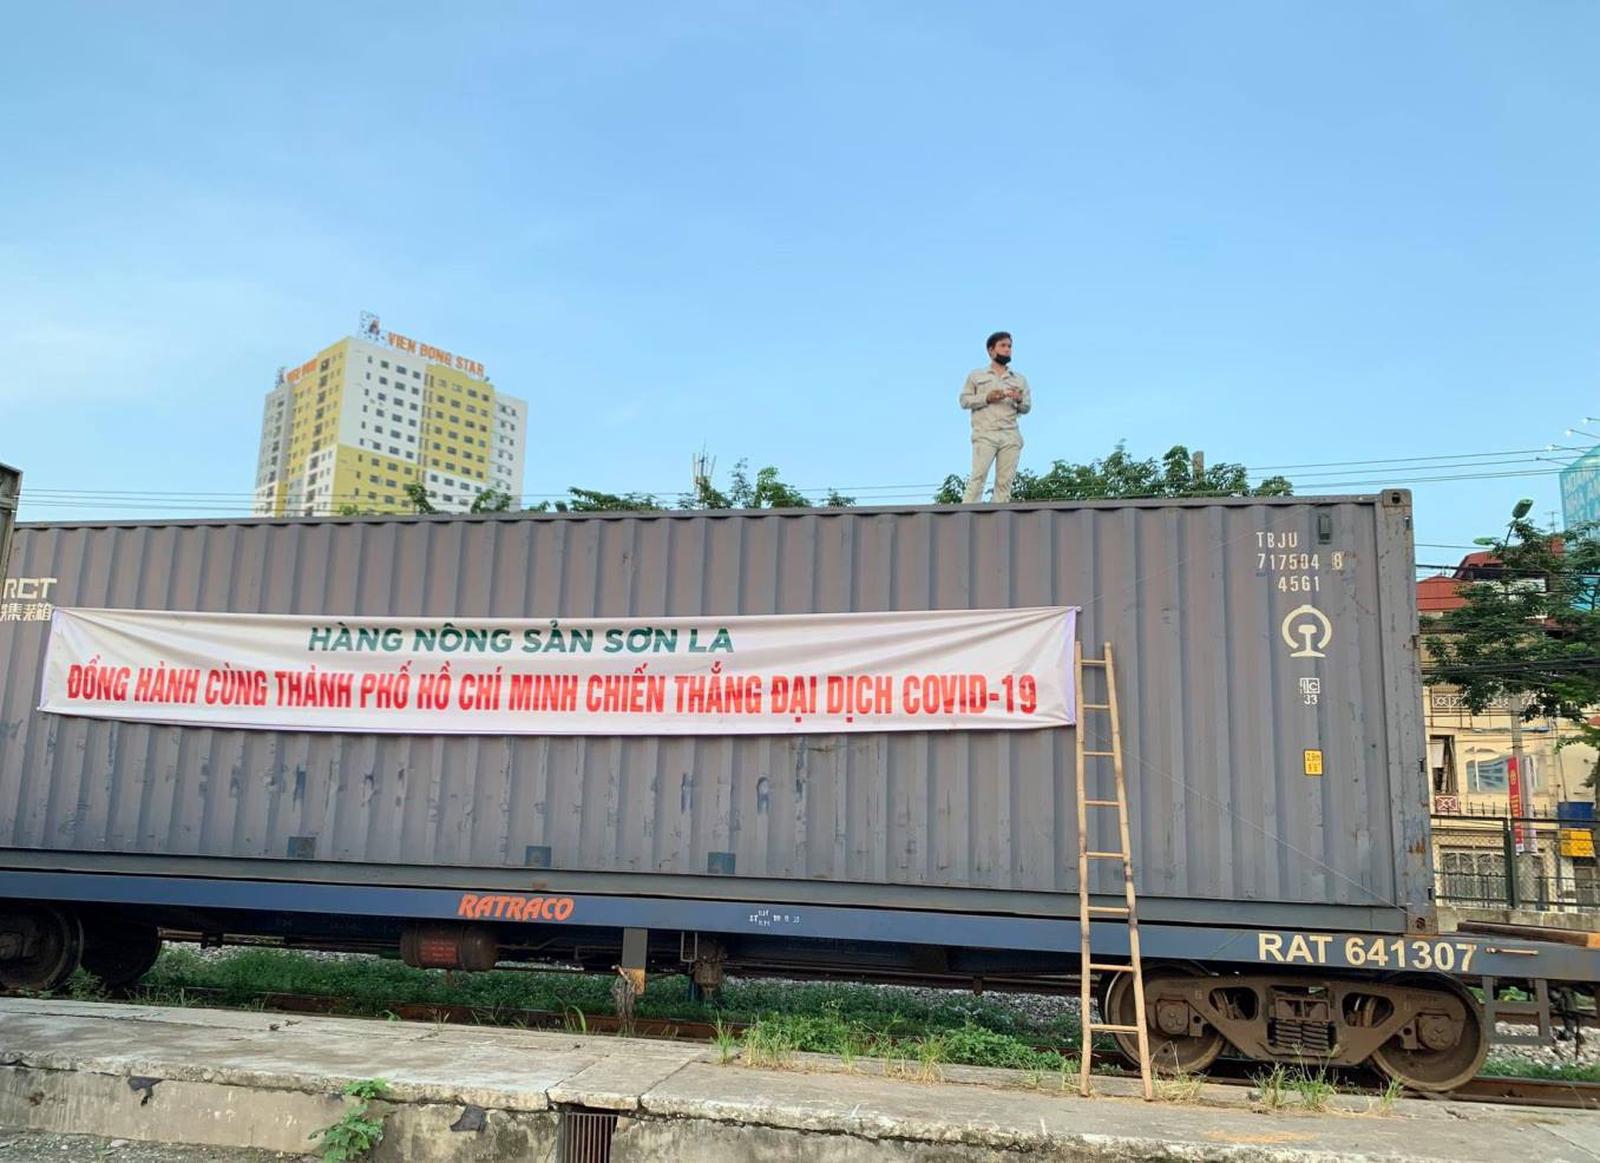 VIEN DONG STAR
TBJU
717504 8
45G1
RCT
HÀNG NÔNG SẢN SƠN LA
ĐỒNG HÀNH CÙNG THÀNH PHỐ HỒ CHÍ MINH CHIẾN THẮNG ĐẠI DỊCH COVID-19
33
RATRACO
RAT 641307